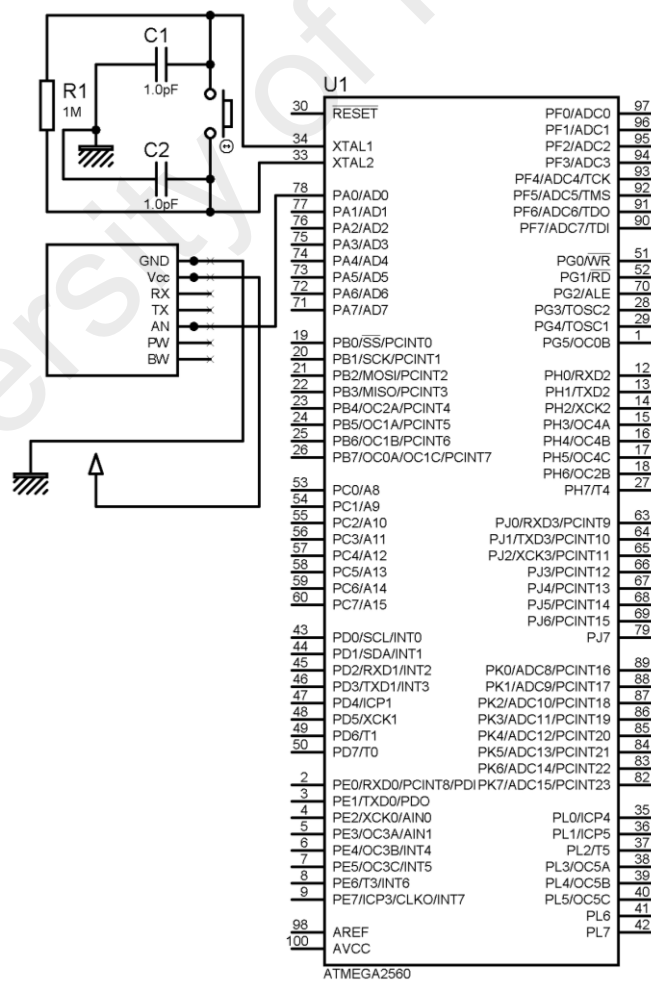 C1
1.0pF
R1
1M
C2
1.0pF
GND
Vcc
RX
TX
AN
PW
BW
U1
30 RESET
34 XTAL1
33 XTAL2
78 PA0/AD0
77 PA1/AD1
76 PA2/AD2
75 PA3/AD3
74 PA4/AD4
73 PA5/AD5
72 PA6/AD6
71 PA7/AD7
19 PB0/SS/PCINT0
20 PB1/SCK/PCINT1
21 PB2/MOSI/PCINT2
22 PB3/MISO/PCINT3
23 PB4/OC2A/PCINT4
24 PB5/OC1A/PCINT5
25 PB6/OC1B/PCINT6
26 PB7/OC0A/OC1C/PCINT7
53 PC0/A8
54 PC1/A9
55 PC2/A10
56 PC3/A11
57 PC4/A12
58 PC5/A13
59 PC6/A14
60 PC7/A15
43 PD0/SCL/INT0
44 PD1/SDA/INT1
45 PD2/RXD1/INT2
46 PD3/TXD1/INT3
47 PD4/ICP1
48 PD5/XCK1
49 PD6/T1
50 PD7/T0
2 PE0/RXD0/PCINT8/PDI
3 PE1/TXD0/PDO
4 PE2/XCK0/AIN0
5 PE3/OC3A/AIN1
6 PE4/OC3B/INT4
7 PE5/OC3C/INT5
8 PE6/T3/INT6
9 PE7/ICP3/CLKO/INT7
98 AREF
100 AVCC
PF0/ADC0 97
PF1/ADC1 96
PF2/ADC2 95
PF3/ADC3 94
PF4/ADC4/TCK 93
PF5/ADC5/TMS 92
PF6/ADC6/TDO 91
PF7/ADC7/TDI 90
PG0/WR 51
PG1/RD 52
PG2/ALE 70
PG3/TOSC2 28
PG4/TOSC1 29
PG5/OC0B 1
PH0/RXD2 12
PH1/TXD2 13
PH2/XCK2 14
PH3/OC4A 15
PH4/OC4B 16
PH5/OC4C 17
PH6/OC2B 18
PH7/T4 27
PJ0/RXD3/PCINT9 63
PJ1/TXD3/PCINT10 64
PJ2/XCK3/PCINT11 65
PJ3/PCINT12 66
PJ4/PCINT13 67
PJ5/PCINT14 68
PJ6/PCINT15 69
PJ7 79
PK0/ADC8/PCINT16 89
PK1/ADC9/PCINT17 88
PK2/ADC10/PCINT18 87
PK3/ADC11/PCINT19 86
PK4/ADC12/PCINT20 85
PK5/ADC13/PCINT21 84
PK6/ADC14/PCINT22 83
PK7/ADC15/PCINT23 82
PL0/ICP4 35
PL1/ICP5 36
PL2/T5 37
PL3/OC5A 38
PL4/OC5B 39
PL5/OC5C 40
PL6 41
PL7 42
ATMEGA2560
ersity of